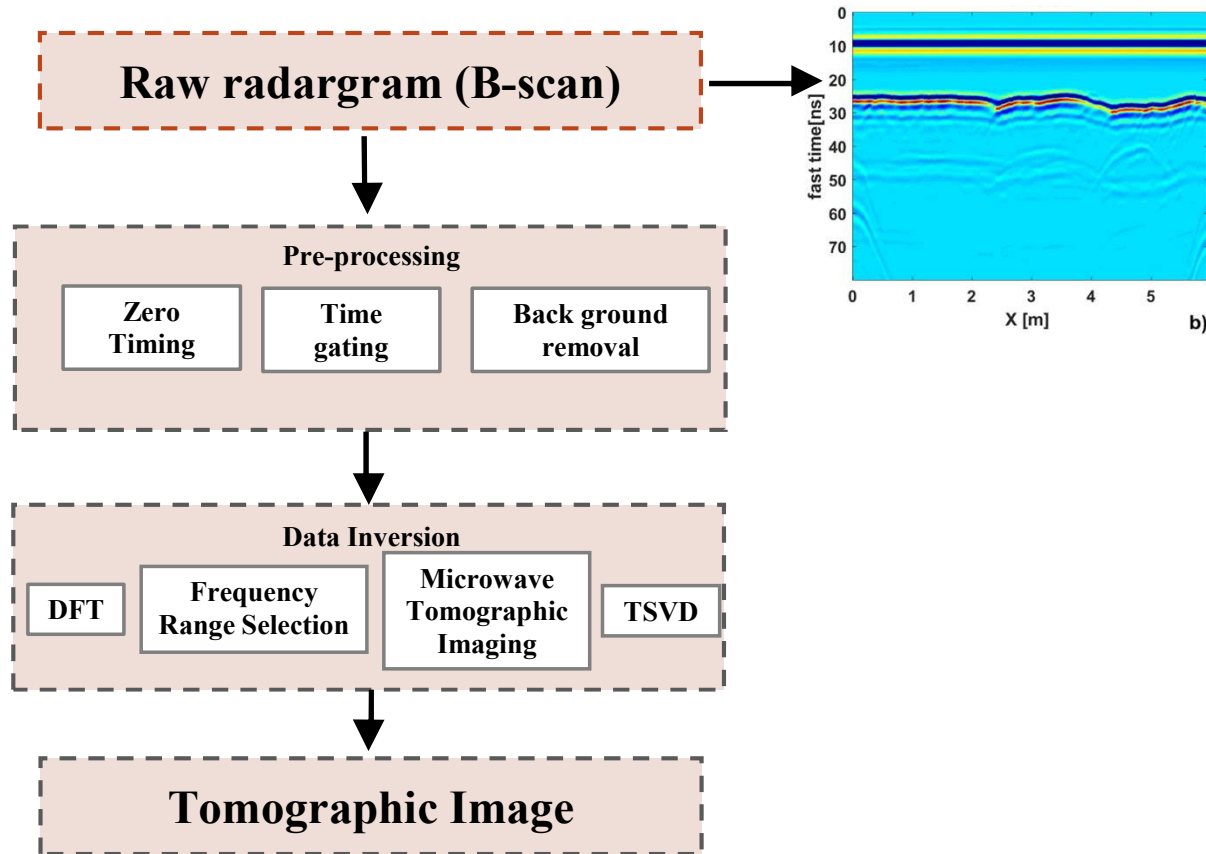 Raw radargram (B-scan)
Pre-processing
Zero
Timing
Time
gating
Back ground
removal
Data Inversion
DFT
Frequency
Range Selection
Microwave
Tomographic
Imaging
TSVD
Tomographic Image
0
10
20
30
40
50
60
70
fast time[ns]
0
1
2
3
4
5
X [m]
b)